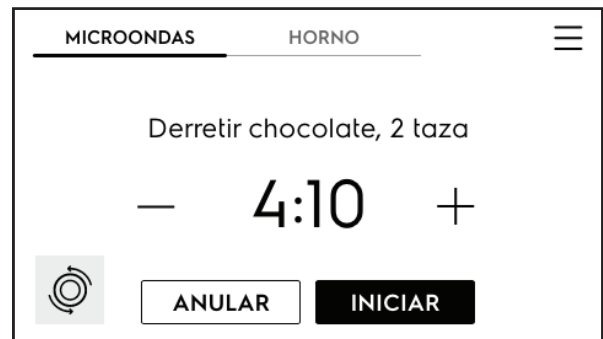 MICROONDAS HORNO
Derretir chocolate, 2 taza
— 4:10 +
ANULAR INICIAR